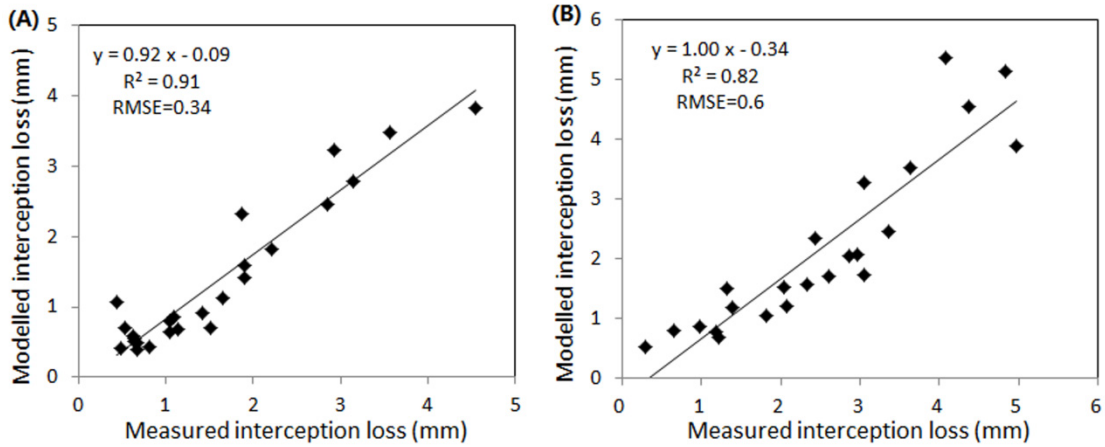 (A)
y = 0.92 x - 0.09
R² = 0.91
RMSE=0.34
Modelled interception loss (mm)
5
4
3
2
1
0
0 1 2 3 4 5
Measured interception loss (mm)
(B)
y = 1.00 x - 0.34
R² = 0.82
RMSE=0.6
Modelled interception loss (mm)
6
5
4
3
2
1
0
0 1 2 3 4 5 6
Measured interception loss (mm)